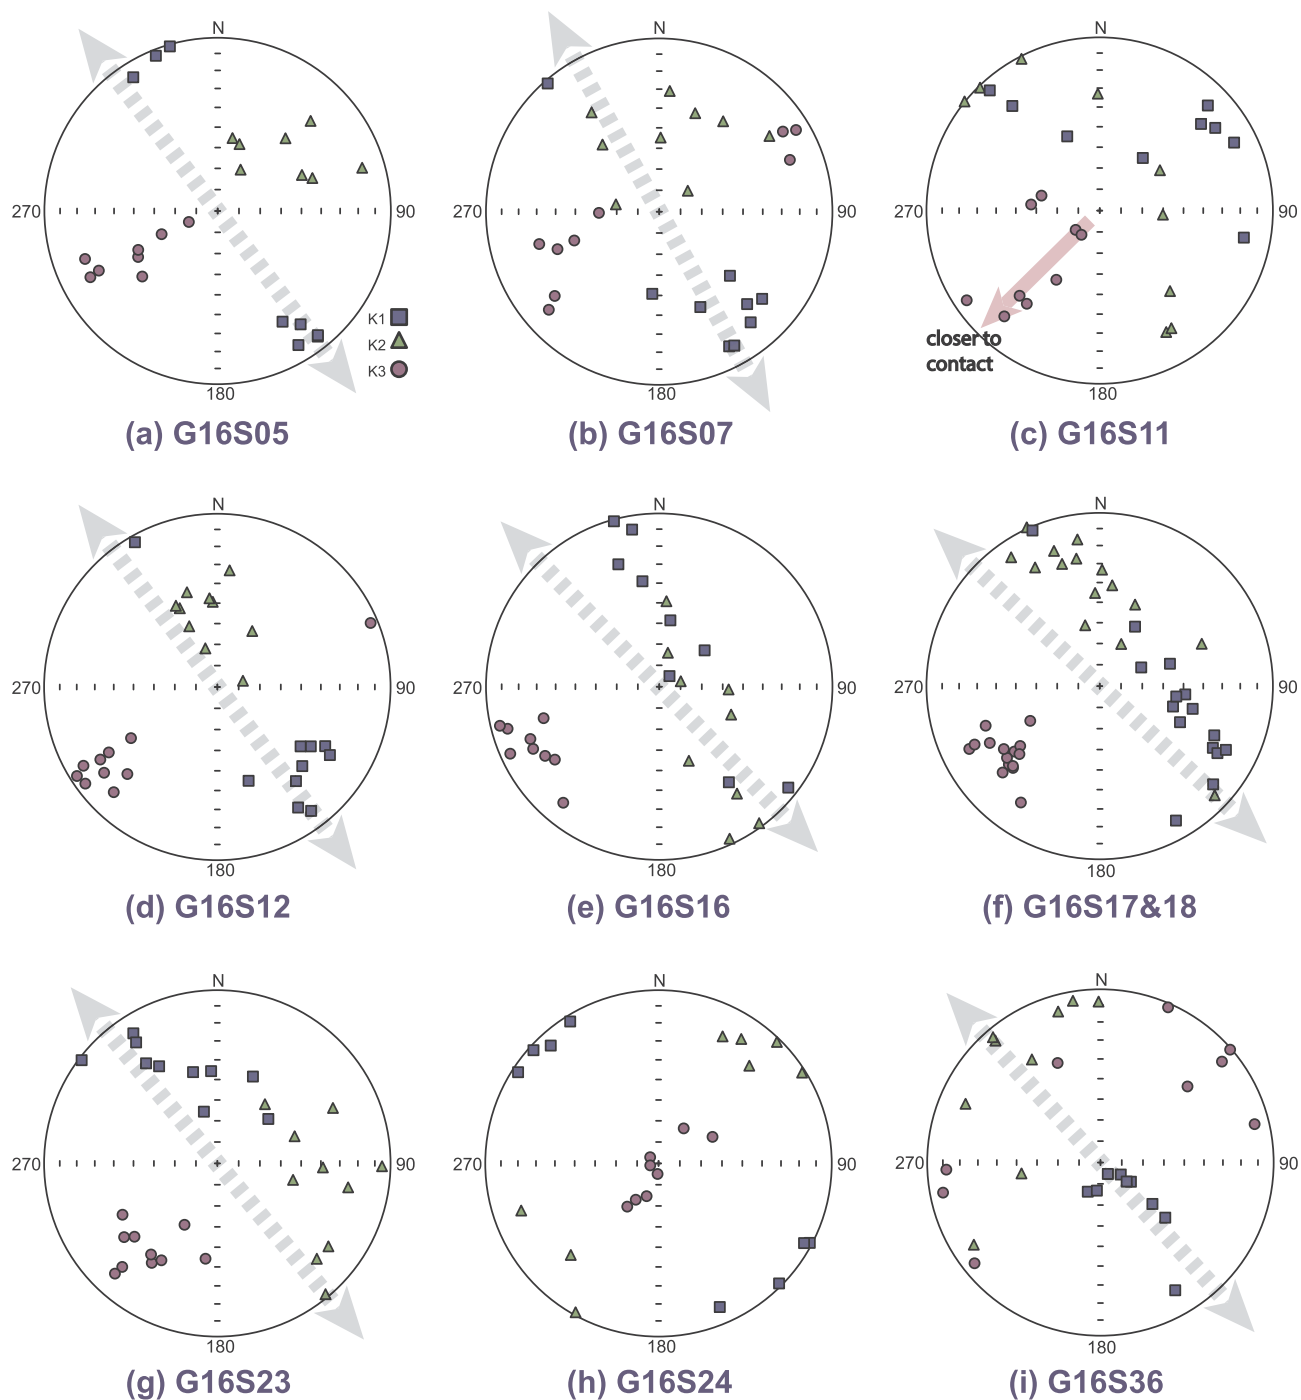 N
N
N
270
90
270
90
270
90
K1
K2
K3
closer to
contact
180
180
180
(a) G16S05
(b) G16S07
(c) G16S11
N
N
N
270
90
270
90
270
90
180
180
180
(d) G16S12
(e) G16S16
(f) G16S17&18
N
N
N
270
90
270
90
270
90
180
180
180
(g) G16S23
(h) G16S24
(i) G16S36